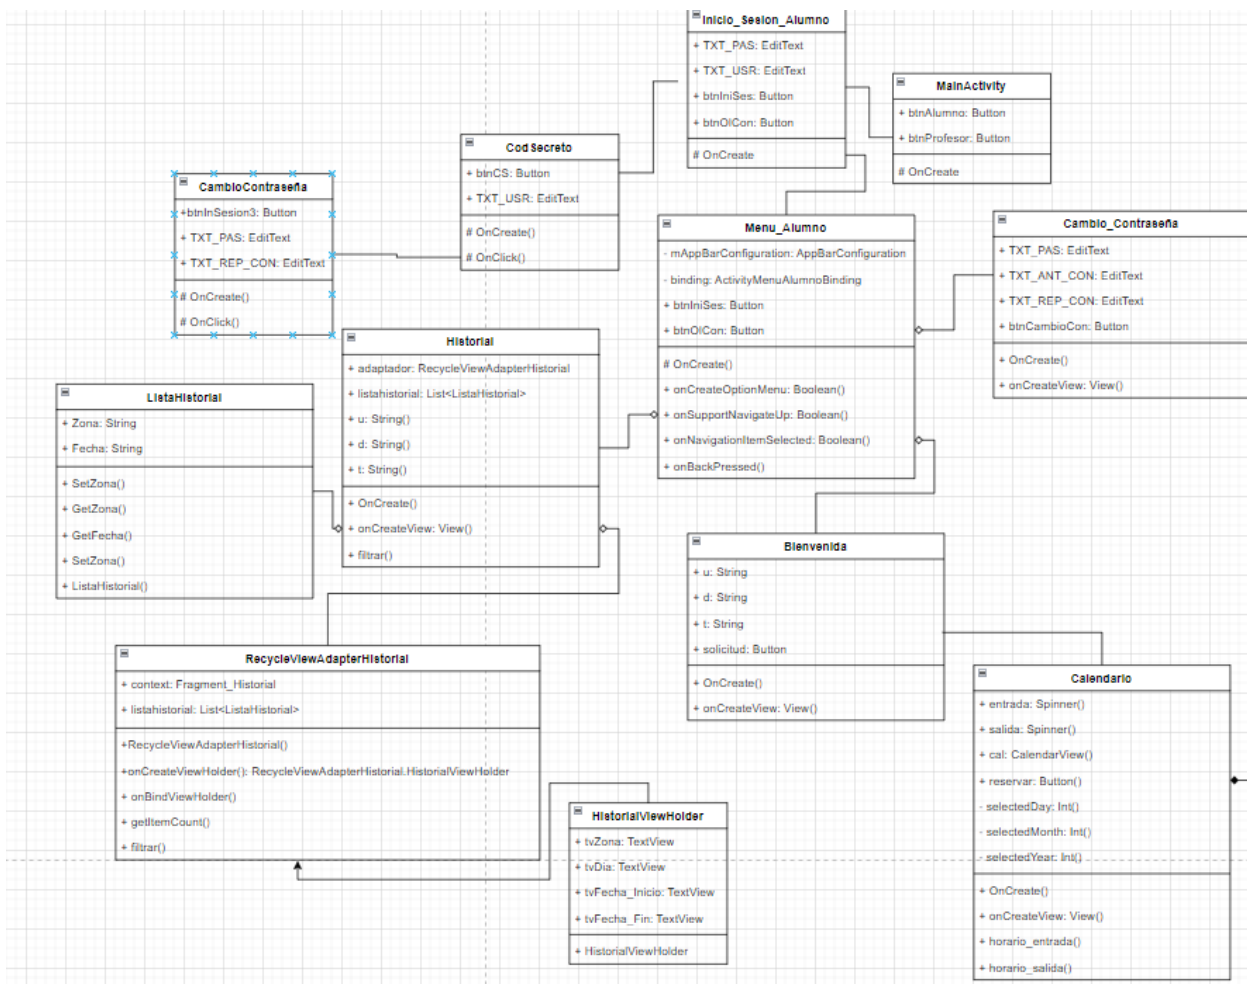 Inicio_Sesion_Alumno
+ TXT_PAS: EditText
+ TXT_USR: EditText
+ btnIniSes: Button
+ btnOlCon: Button
# OnCreate
MainActivity
+ btnAlumno: Button
+ btnProfesor: Button
# OnCreate
CodSecreto
+ btnCS: Button
+ TXT_USR: EditText
# OnCreate()
# OnClick()
CambioContraseña
+btnInSesion3: Button
+ TXT_PAS: EditText
+ TXT_REP_CON: EditText
# OnCreate()
# OnClick()
Menu_Alumno
- mAppBarConfiguration: AppBarConfiguration
- binding: ActivityMenuAlumnoBinding
+ btnIniSes: Button
+ btnOlCon: Button
# OnCreate()
+ onCreateOptionMenu: Boolean()
+ onSupportNavigateUp: Boolean()
+ onNavigationItemSelected: Boolean()
+ onBackPressed()
Cambio_Contraseña
+ TXT_PAS: EditText
+ TXT_ANT_CON: EditText
+ TXT_REP_CON: EditText
+ btnCambioCon: Button
+ OnCreate()
+ onCreateView: View()
Historial
+ adaptador: RecycleViewAdapterHistorial
+ listahistorial: List<ListaHistorial>
+ u: String()
+ d: String()
+ t: String()
+ OnCreate()
+ onCreateView: View()
+ filtrar()
ListaHistorial
+ Zona: String
+ Fecha: String
+ SetZona()
+ GetZona()
+ GetFecha()
+ SetZona()
+ ListaHistorial()
Bienvenida
+ u: String
+ d: String
+ t: String
+ solicitud: Button
+ OnCreate()
+ onCreateView: View()
RecycleViewAdapterHistorial
+ context: Fragment_Historial
+ listahistorial: List<ListaHistorial>
+RecycleViewAdapterHistorial()
+onCreateViewHolder(): RecycleViewAdapterHistorial.HistorialViewHolder
+ onBindViewHolder()
+ getItemCount()
+ filtrar()
Calendario
+ entrada: Spinner()
+ salida: Spinner()
+ cal: CalendarView()
+ reservar: Button()
- selectedDay: Int()
- selectedMonth: Int()
- selectedYear: Int()
+ OnCreate()
+ onCreateView: View()
+ horario_entrada()
+ horario_salida()
HistorialViewHolder
+ tvZona: TextView
+ tvDia: TextView
+ tvFecha_Inicio: TextView
+ tvFecha_Fin: TextView
+ HistorialViewHolder